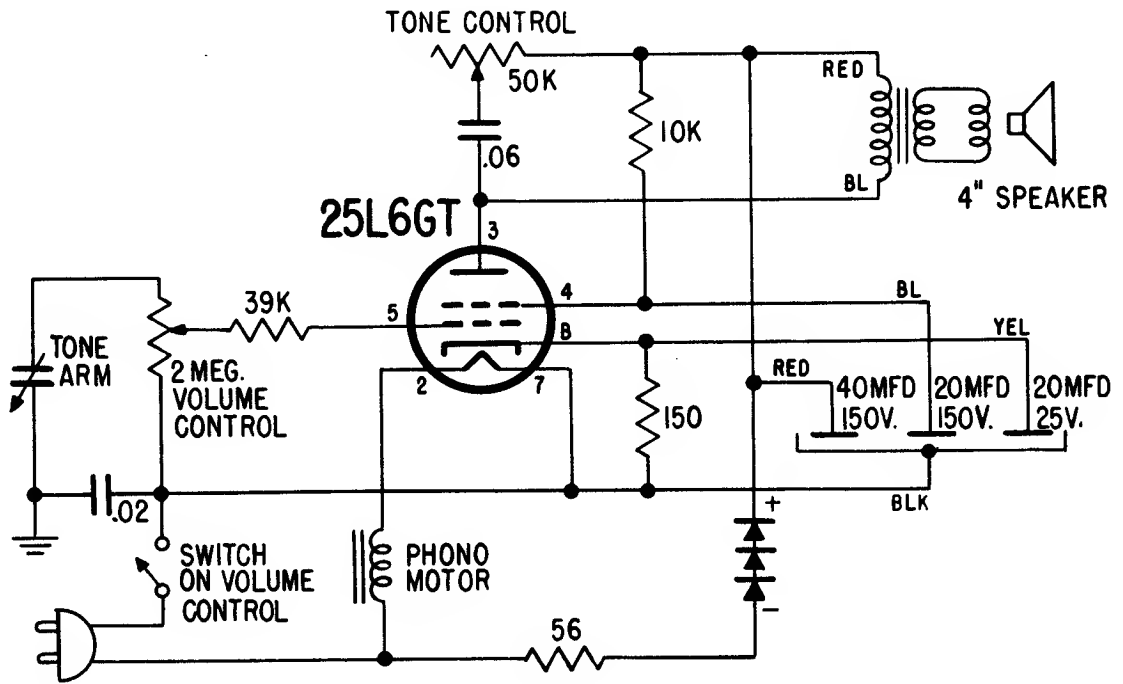 TONE CONTROL
50K
RED
10K
.06
BL
4" SPEAKER
25L6GT
3
39K
5
4
BL
8
YEL
TONE
ARM
2 MEG.
VOLUME
CONTROL
2
7
RED
150
40MFD
150V.
20MFD
150V.
20MFD
25V.
.02
BLK
+
SWITCH
ON VOLUME
CONTROL
PHONO
MOTOR
–
56